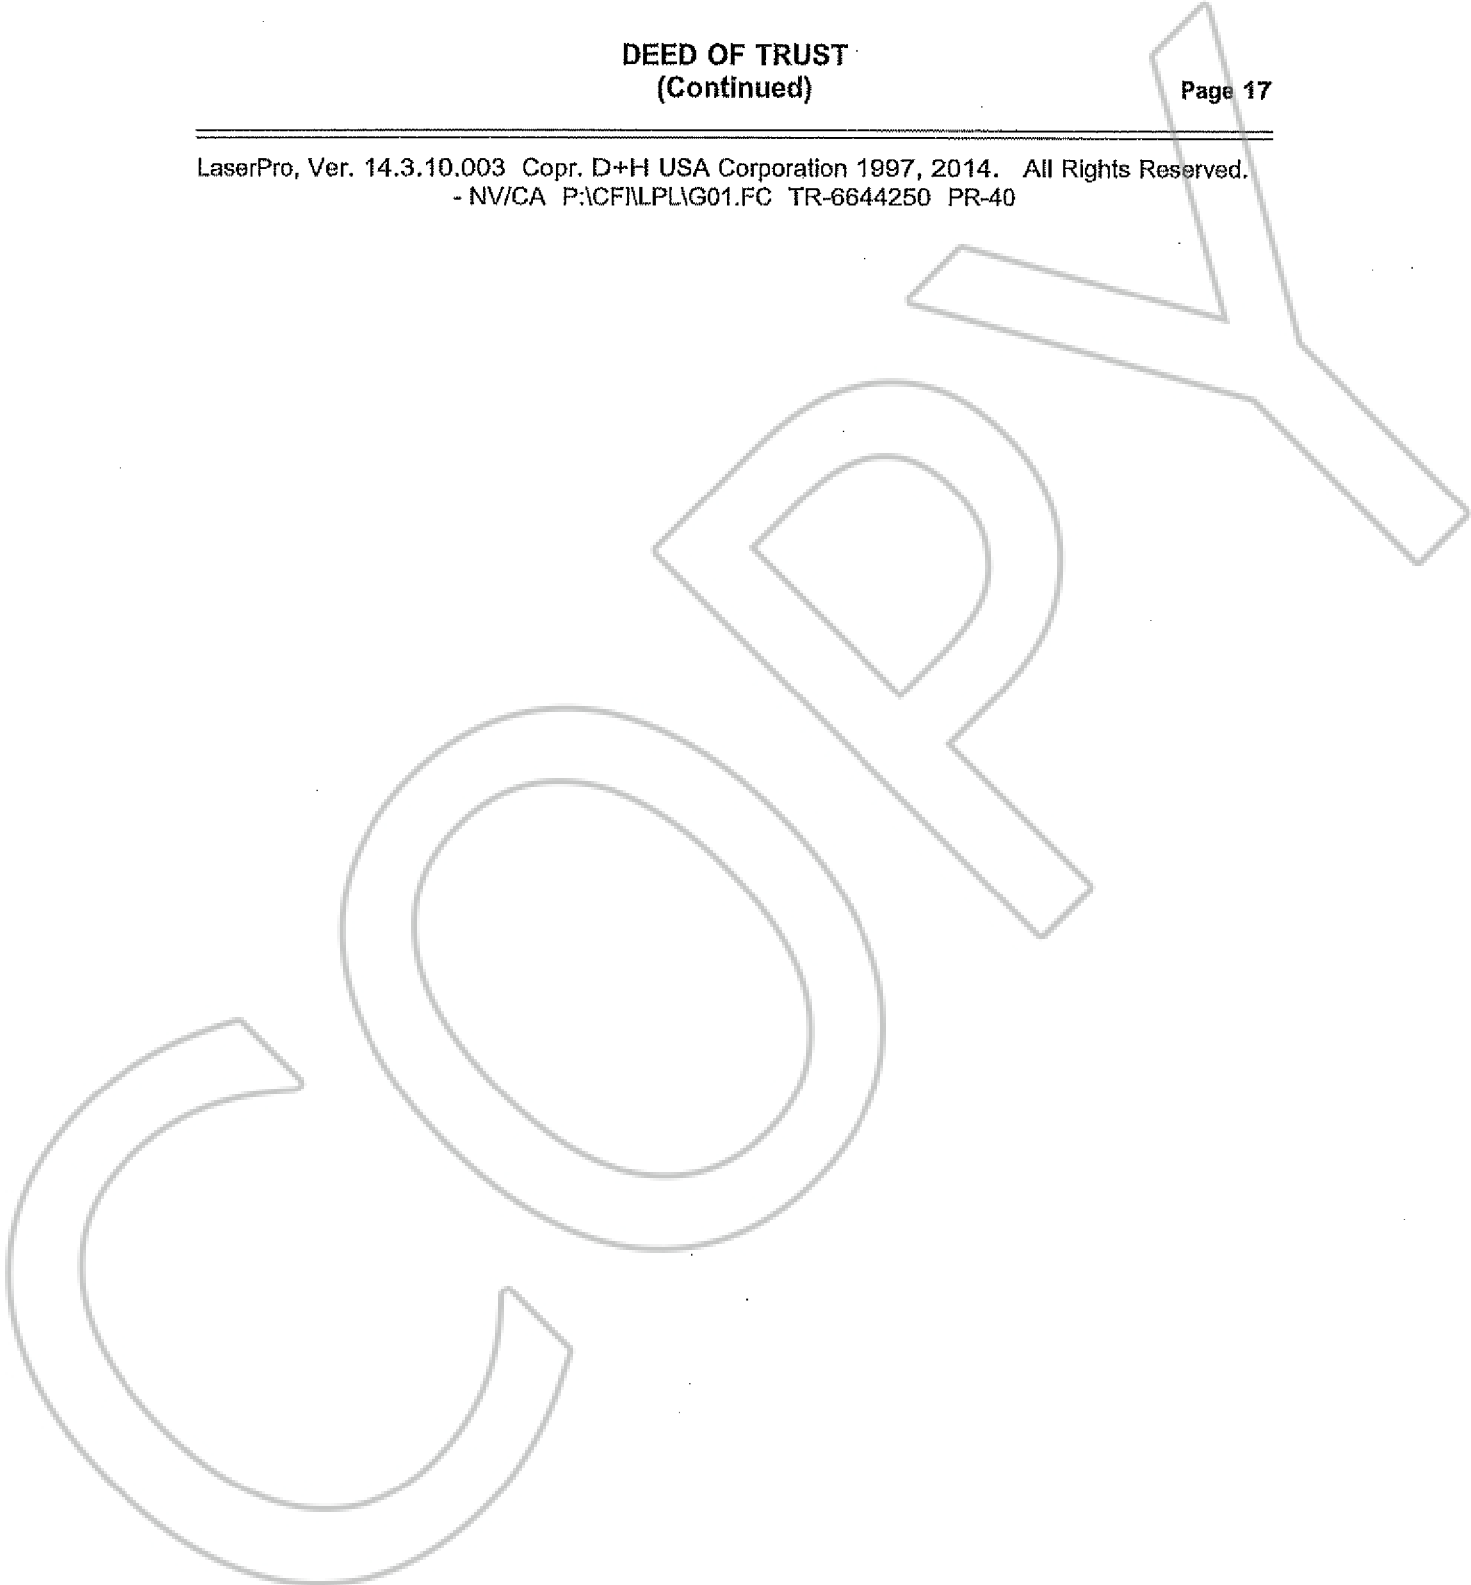 DEED OF TRUST
(Continued)
Page 17
LaserPro, Ver. 14.3.10.003 Copr. D+H USA Corporation 1997, 2014. All Rights Reserved.
- NV/CA P:\CFI\LPL\G01.FC TR-6644250 PR-40
COPY